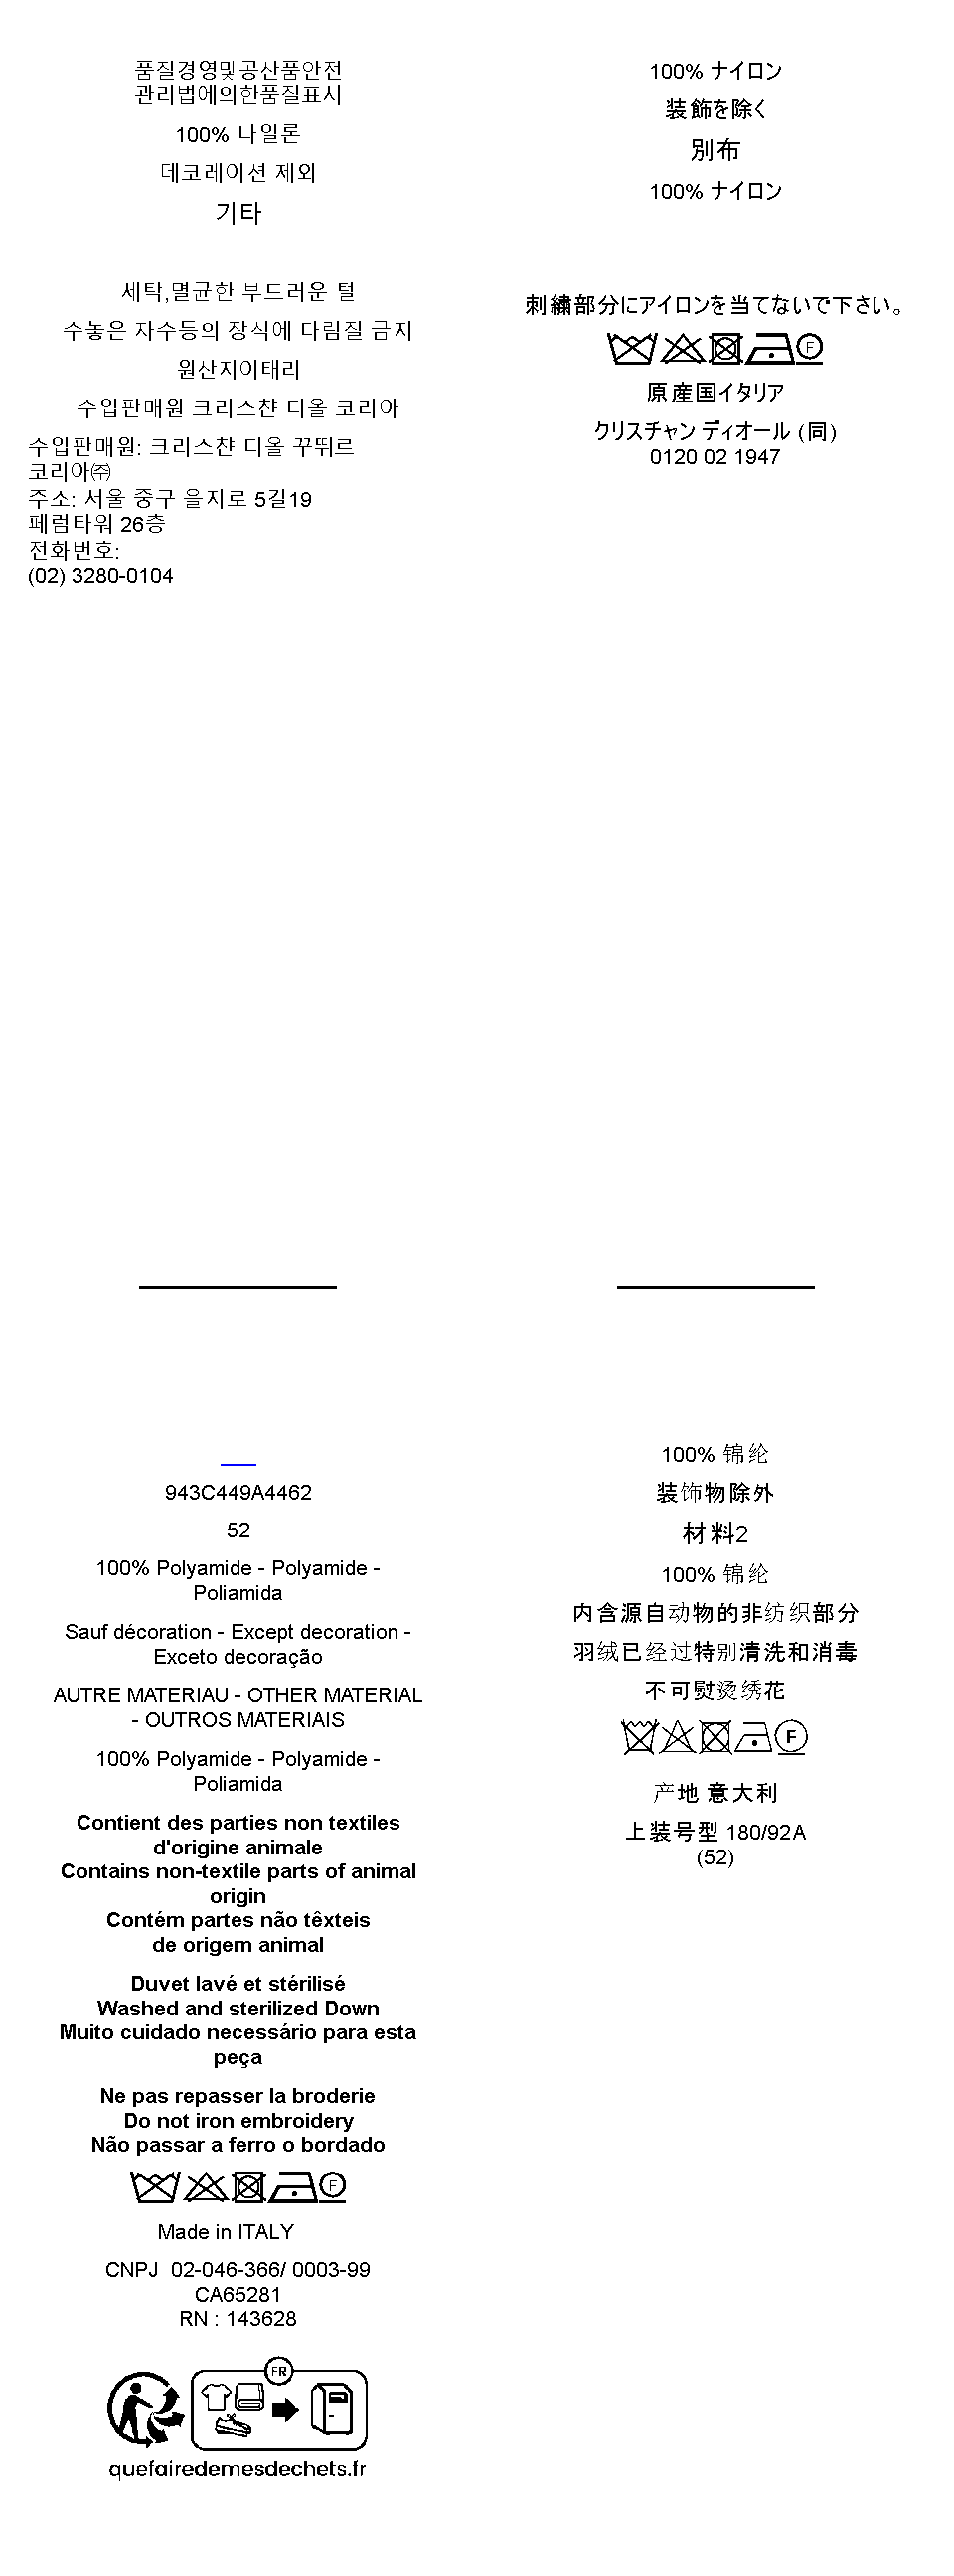 품질경영및공산품안전
관리법에의한품질표시
100% 나일론
데코레이션 제외
기타
세탁,멸균한 부드러운 털
수놓은 자수등의 장식에 다림질 금지
원산지이태리
수입판매원 크리스챤 디올 코리아
수입판매원: 크리스챤 디올 꾸뛰르
코리아㈜
주소: 서울 중구 을지로 5길19
페럼타워 26층
전화번호:
(02) 3280-0104
100% ナイロン
装飾を除く
別布
100% ナイロン
刺繍部分にアイロンを当てないで下さい。
F
原産国イタリア
クリスチャン ディオール (同)
0120 02 1947
943C449A4462
52
100% Polyamide - Polyamide -
Poliamida
Sauf décoration - Except decoration -
Exceto decoração
AUTRE MATERIAU - OTHER MATERIAL
- OUTROS MATERIAIS
100% Polyamide - Polyamide -
Poliamida
Contient des parties non textiles
d'origine animale
Contains non-textile parts of animal
origin
Contém partes não têxteis
de origem animal
Duvet lavé et stérilisé
Washed and sterilized Down
Muito cuidado necessário para esta
peça
Ne pas repasser la broderie
Do not iron embroidery
Não passar a ferro o bordado
F
Made in ITALY
CNPJ 02-046-366/ 0003-99
CA65281
RN : 143628
FR
quefairedemesdechets.fr
100% 锦纶
装饰物除外
材料2
100% 锦纶
内含源自动物的非纺织部分
羽绒已经过特别清洗和消毒
不可熨烫绣花
F
产地 意大利
上装号型 180/92A
(52)